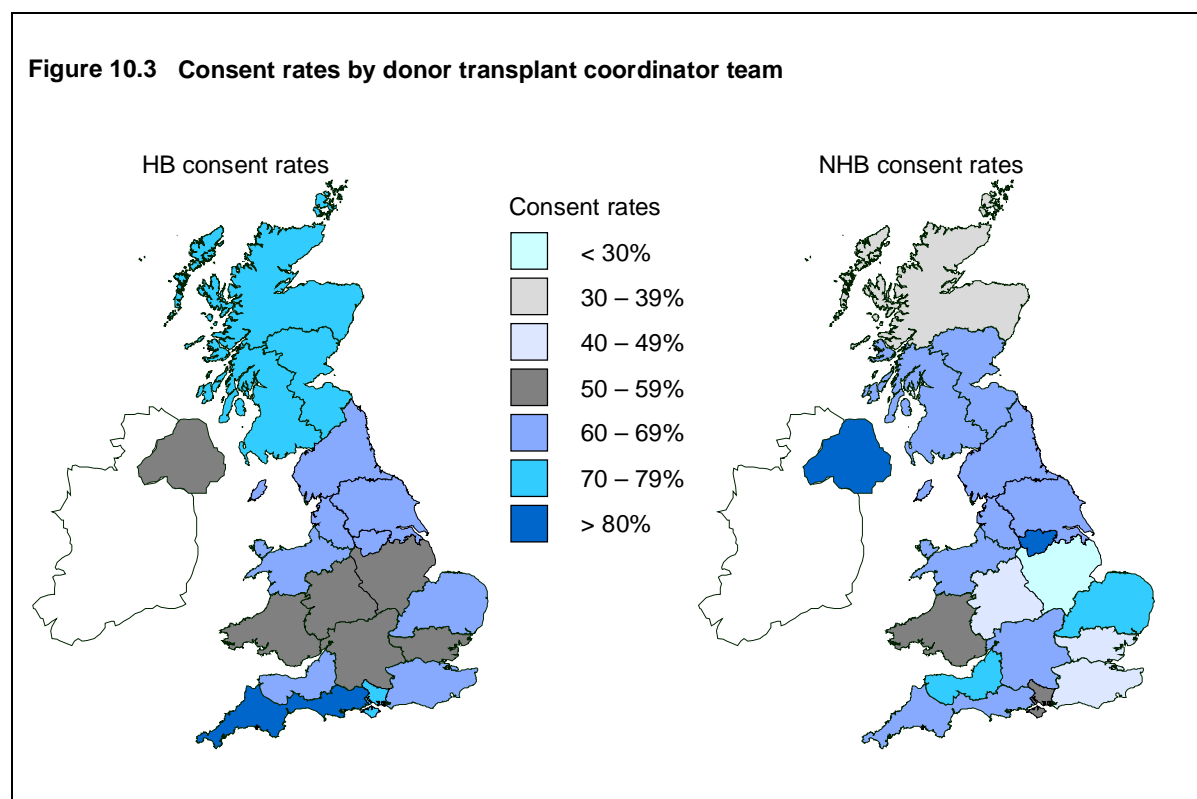 Figure 10.3 Consent rates by donor transplant coordinator team
HB consent rates
NHB consent rates
Consent rates
< 30%
30 – 39%
40 – 49%
50 – 59%
60 – 69%
70 – 79%
> 80%